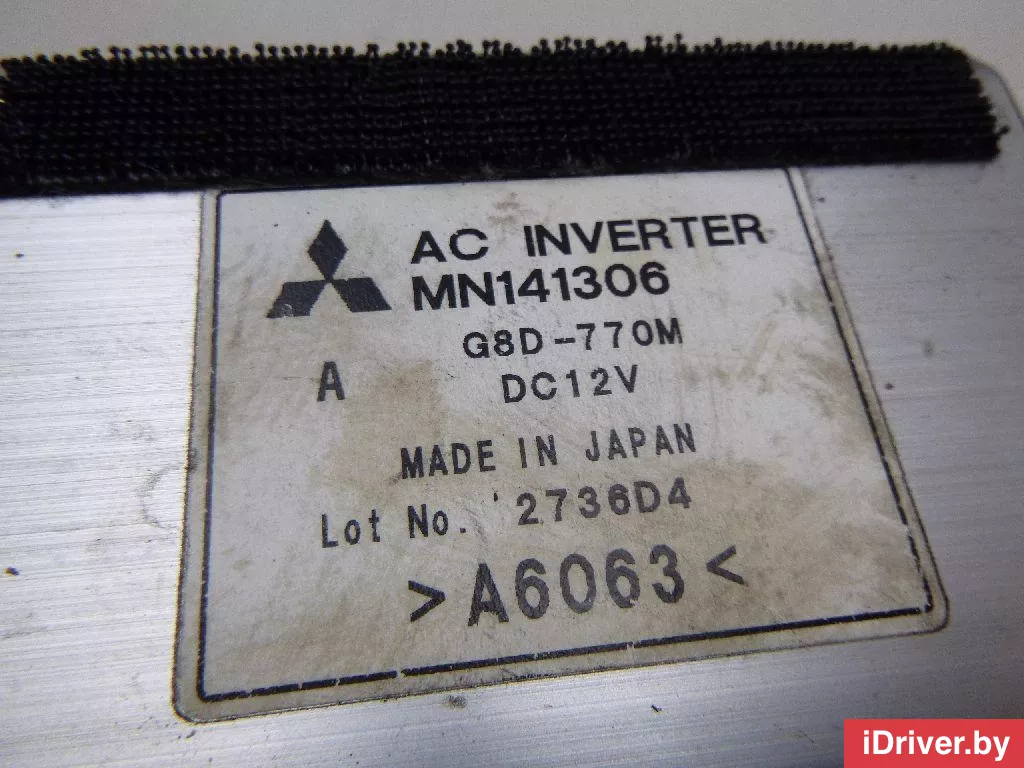 AC INVERTER
MN141306
G8D-770M
A DC12V
MADE IN JAPAN
Lot No. 2736D4
>A6063<
iDriver.by